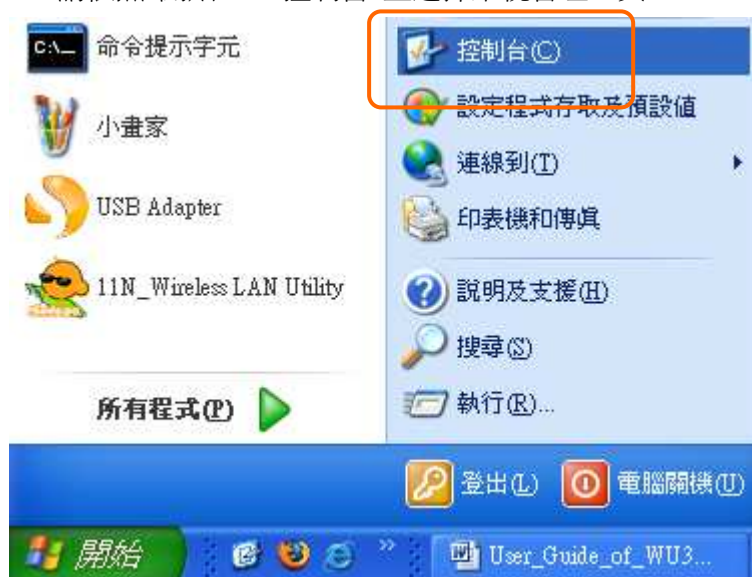 C:\_ 命令提示字元
小畫家
USB Adapter
11N_Wireless LAN Utility
所有程式(P)
控制台(C)
設定程式存取及預設值
連線到(T)
印表機和傳真
說明及支援(H)
搜尋(S)
執行(R)...
登出(L) 電腦關機(U)
開始 » User_Guide_of_WU3...